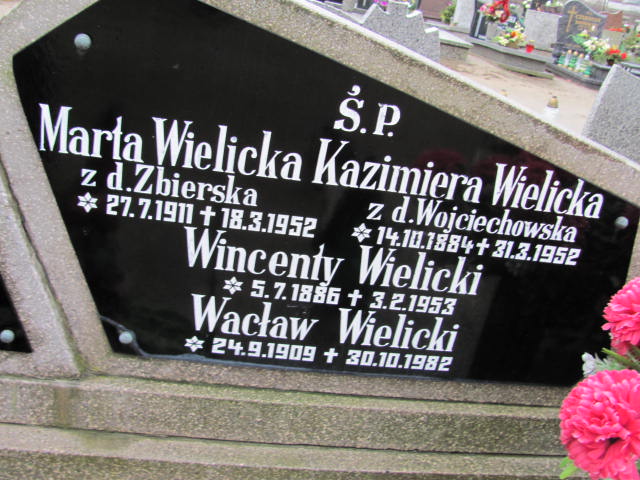 Ś.P.
Marta Wielicka
z d. Zbierska
✲ 27.7.1911 + 18.3.1952
Kazimiera Wielicka
z d. Wojciechowska
✲ 14.10.1884 + 31.3.1952
Wincenty Wielicki
✲ 5.7.1886 + 3.2.1953
Wacław Wielicki
✲ 24.9.1909 + 30.10.1982